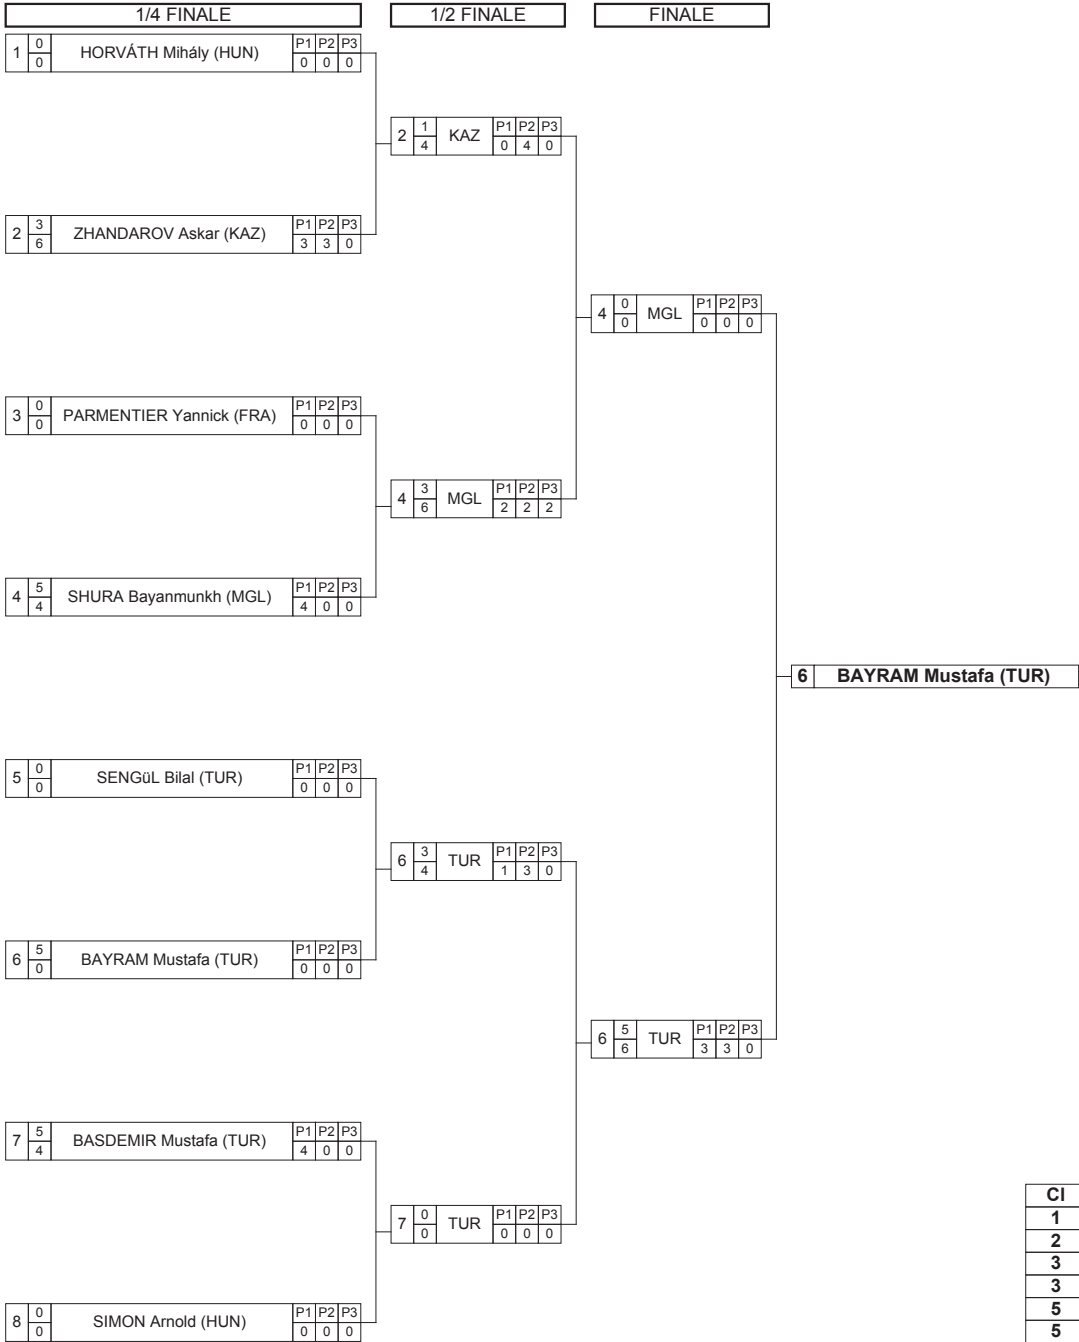 1/4 FINALE 1/2 FINALE FINALE
1 0 0 HORVÁTH Mihály (HUN) P1 P2 P3 0 0 0
2 1 4 KAZ P1 P2 P3 0 4 0
2 3 6 ZHANDAROV Askar (KAZ) P1 P2 P3 3 3 0
4 0 0 MGL P1 P2 P3 0 0 0
3 0 0 PARMENTIER Yannick (FRA) P1 P2 P3 0 0 0
4 3 6 MGL P1 P2 P3 2 2 2
4 5 4 SHURA Bayanmunkh (MGL) P1 P2 P3 4 0 0
6 BAYRAM Mustafa (TUR)
5 0 0 SENGüL Bilal (TUR) P1 P2 P3 0 0 0
6 3 4 TUR P1 P2 P3 1 3 0
6 5 0 BAYRAM Mustafa (TUR) P1 P2 P3 0 0 0
6 5 6 TUR P1 P2 P3 3 3 0
7 5 4 BASDEMIR Mustafa (TUR) P1 P2 P3 4 0 0
7 0 0 TUR P1 P2 P3 0 0 0
8 0 0 SIMON Arnold (HUN) P1 P2 P3 0 0 0
Cl
1
2
3
3
5
5